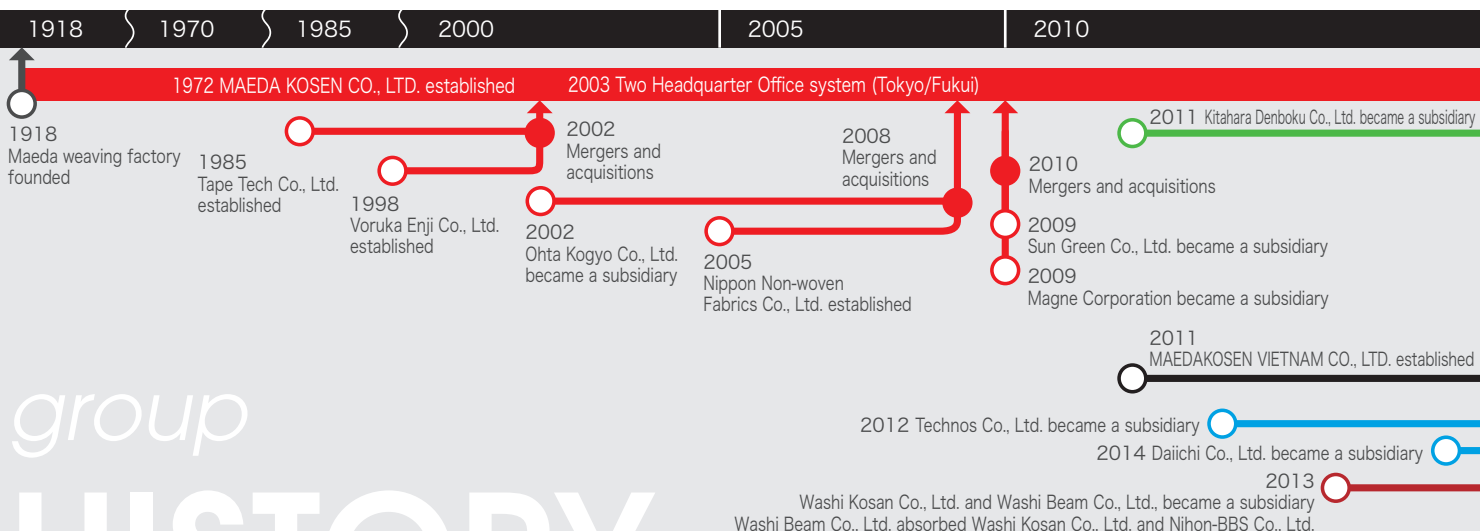 1918 1970 1985 2000 2005 2010
1972 MAEDA KOSEN CO., LTD. established
2003 Two Headquarter Office system (Tokyo/Fukui)
1918
Maeda weaving factory
founded
1985
Tape Tech Co., Ltd.
established
1998
Voruka Enji Co., Ltd.
established
2002
Mergers and
acquisitions
2002
Ohta Kogyo Co., Ltd.
became a subsidiary
2005
Nippon Non-woven
Fabrics Co., Ltd. established
2008
Mergers and
acquisitions
2010
Mergers and acquisitions
2009
Sun Green Co., Ltd. became a subsidiary
2009
Magne Corporation became a subsidiary
2011 Kitahara Denboku Co., Ltd. became a subsidiary
2011
MAEDAKOSEN VIETNAM CO., LTD. established
2012 Technos Co., Ltd. became a subsidiary
2014 Daiichi Co., Ltd. became a subsidiary
2013
Washi Kosan Co., Ltd. and Washi Beam Co., Ltd., became a subsidiary
Washi Beam Co., Ltd. absorbed Washi Kosan Co., Ltd. and Nihon-BBS Co., Ltd.
group
HISTORY